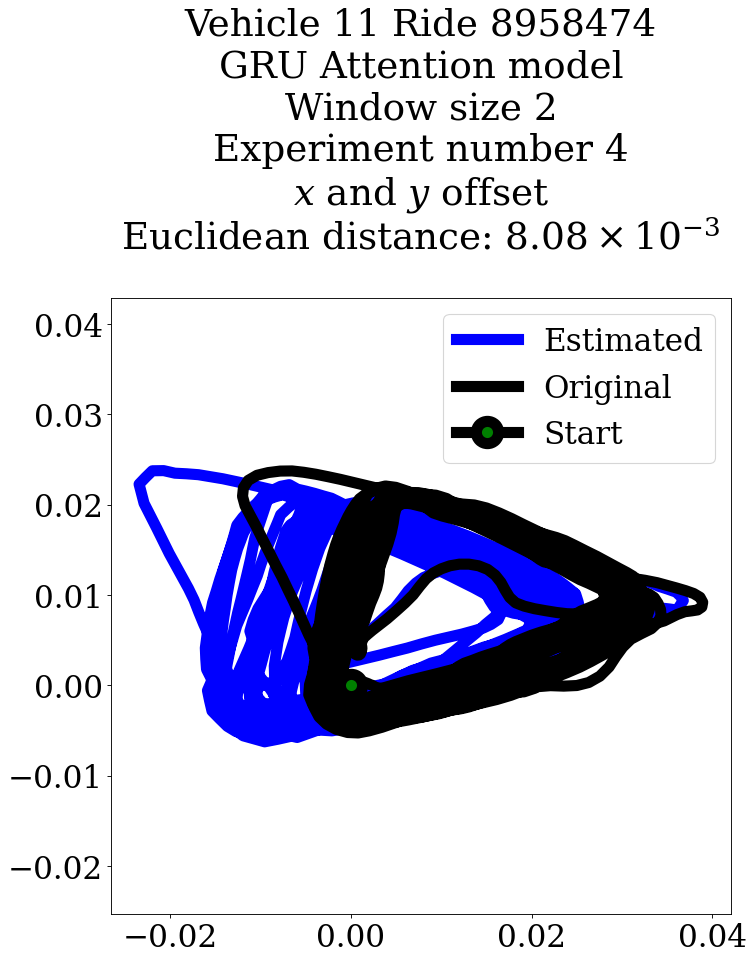 Vehicle 11 Ride 8958474
GRU Attention model
Window size 2
Experiment number 4
x and y offset
Euclidean distance: 8.08 × 10⁻³
Estimated
Original
Start
0.04
0.03
0.02
0.01
0.00
−0.01
−0.02
−0.02 0.00 0.02 0.04